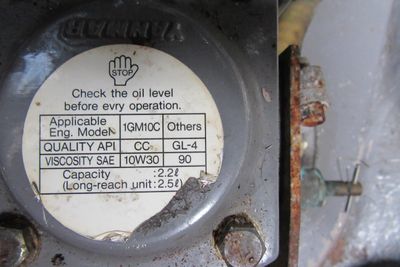 YANMAR
STOP
Check the oil level
before evry operation.
Applicable Eng. Model 1GM10C Others
QUALITY API CC GL-4
VISCOSITY SAE 10W30 90
Capacity :2.2ℓ
(Long-reach unit:2.5ℓ)